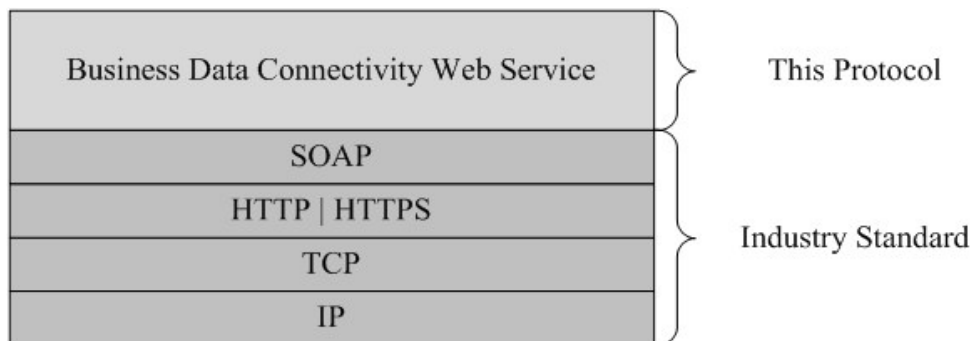 Business Data Connectivity Web Service
This Protocol
SOAP
HTTP | HTTPS
TCP
IP
Industry Standard